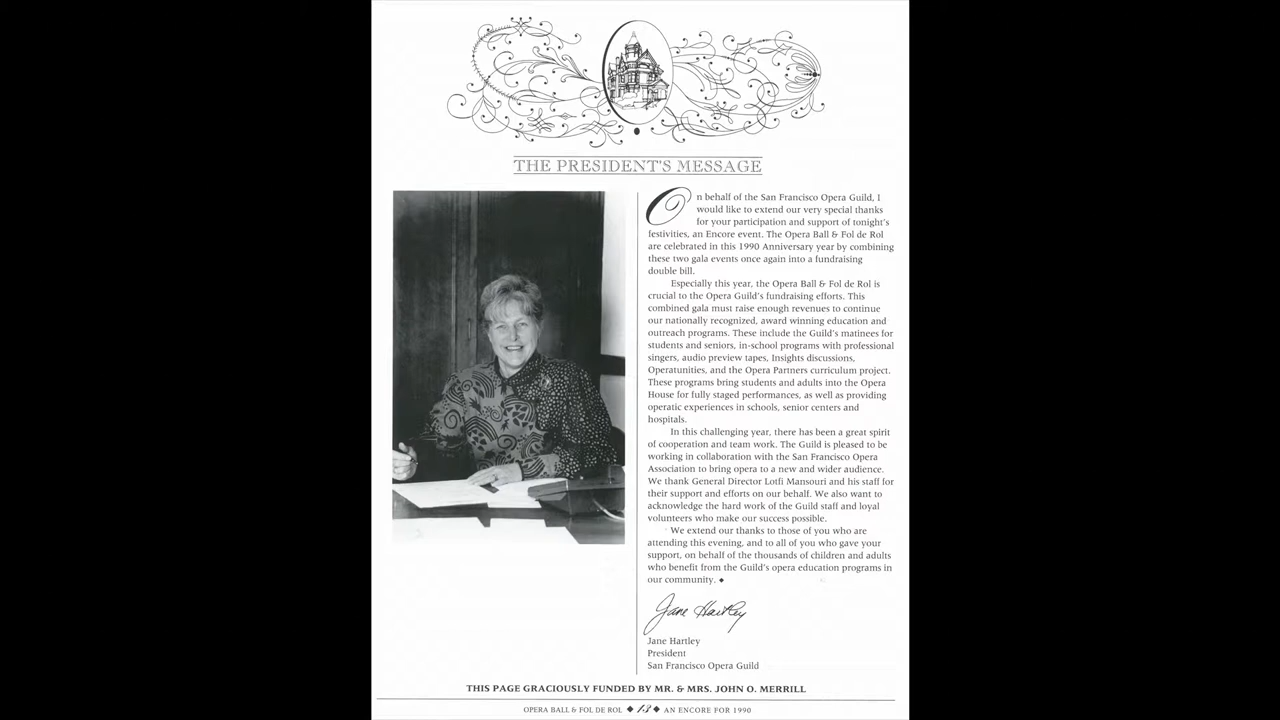 THE PRESIDENT'S MESSAGE
On behalf of the San Francisco Opera Guild, I
would like to extend our very special thanks
for your participation and support of tonight's
festivities, an Encore event. The Opera Ball & Fol de Rol
are celebrated in this 1990 Anniversary year by combining
these two gala events once again into a fundraising
double bill.
Especially this year, the Opera Ball & Fol de Rol is
crucial to the Opera Guild's fundraising efforts. This
combined gala must raise enough revenues to continue
our nationally recognized, award winning education and
outreach programs. These include the Guild's matinees for
students and seniors, in-school programs with professional
singers, audio preview tapes, Insights discussions,
Operatunities, and the Opera Partners curriculum project.
These programs bring students and adults into the Opera
House for fully staged performances, as well as providing
operatic experiences in schools, senior centers and
hospitals.
In this challenging year, there has been a great spirit
of cooperation and team work. The Guild is pleased to be
working in collaboration with the San Francisco Opera
Association to bring opera to a new and wider audience.
We thank General Director Lotfi Mansouri and his staff for
their support and efforts on our behalf. We also want to
acknowledge the hard work of the Guild staff and loyal
volunteers who make our success possible.
We extend our thanks to those of you who are
attending this evening, and to all of you who gave your
support, on behalf of the thousands of children and adults
who benefit from the Guild's opera education programs in
our community. ◆
Jane Hartley
Jane Hartley
President
San Francisco Opera Guild
THIS PAGE GRACIOUSLY FUNDED BY MR. & MRS. JOHN O. MERRILL
OPERA BALL & FOL DE ROL ◆ 13 ◆ AN ENCORE FOR 1990